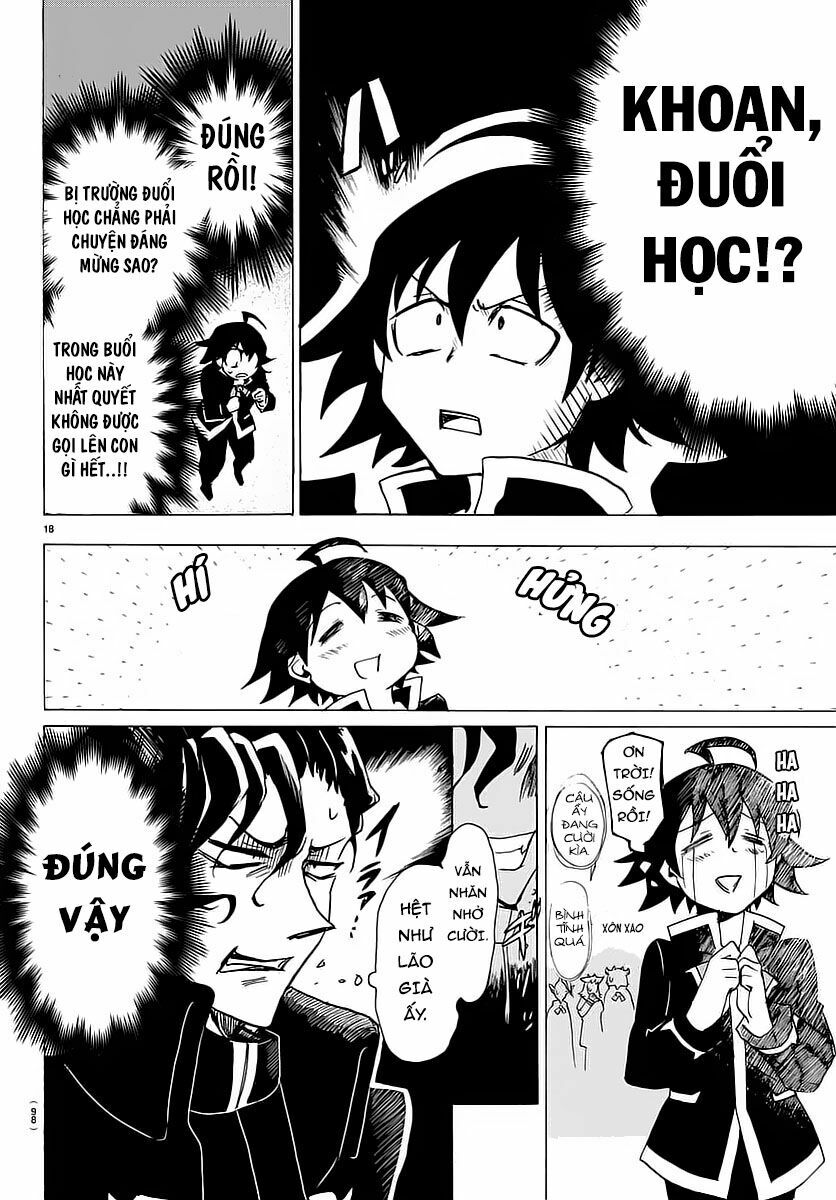 KHOAN,
ĐUỔI
HỌC!?
ĐÚNG
RỒI!
BỊ TRƯỜNG ĐUỔI
HỌC CHẲNG PHẢI
CHUYỆN ĐÁNG
MỪNG SAO?
TRONG BUỔI
HỌC NÀY
NHẤT QUYẾT
KHÔNG ĐƯỢC
GỌI LÊN CON
GÌ HẾT..!!
18
HÍ
HỬNG
HA
HA
HA
ƠN
TRỜI!
SỐNG
RỒI!
CÂU
ẤY ĐANG
CƯỜI
KÌA
BÌNH
TĨNH
QUÁ
XÔN XAO
VẪN
NHĂN
NHỞ
CƯỜI.
HỆT
NHƯ
LÃO
GIÀ
ẤY.
ĐÚNG
VẬY
(98)